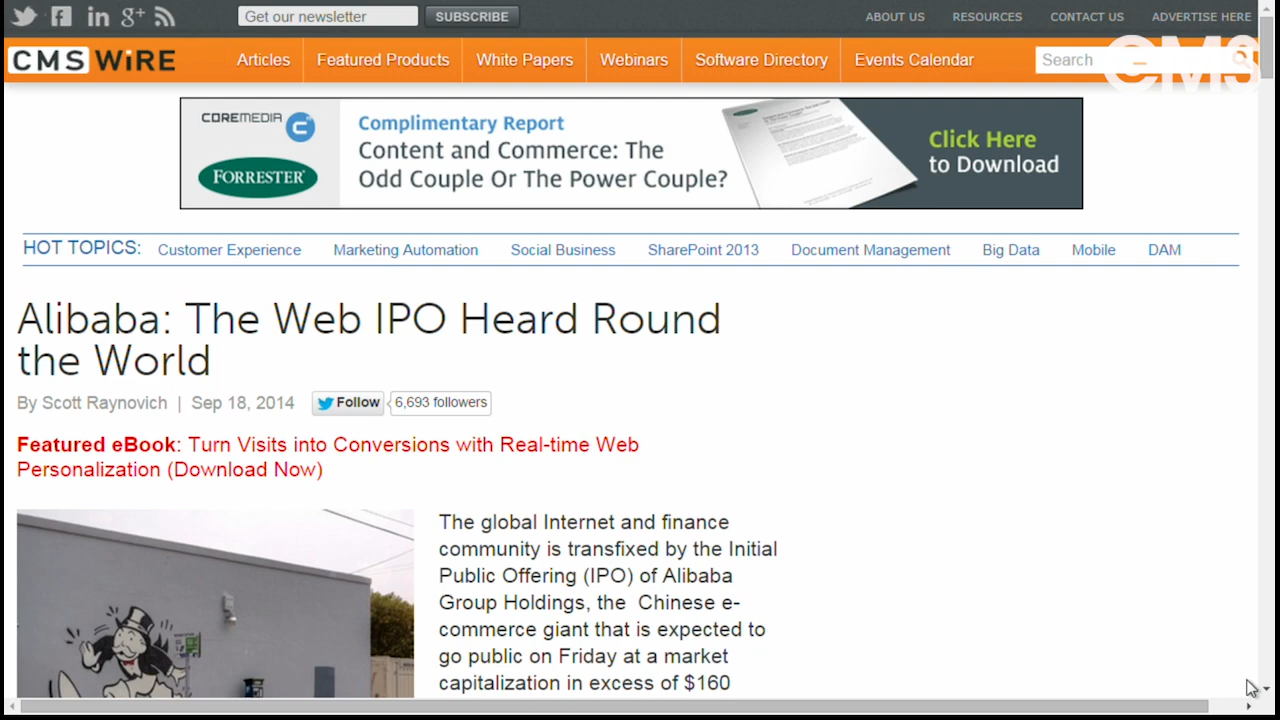 Get our newsletter
SUBSCRIBE
ABOUT US
RESOURCES
CONTACT US
ADVERTISE HERE
CMS WiRE
Articles
Featured Products
White Papers
Webinars
Software Directory
Events Calendar
Search
CMS
COREMEDIA
FORRESTER®
Complimentary Report
Content and Commerce: The
Odd Couple Or The Power Couple?
Click Here
to Download
HOT TOPICS: Customer Experience Marketing Automation Social Business SharePoint 2013 Document Management Big Data Mobile DAM
Alibaba: The Web IPO Heard Round
the World
By Scott Raynovich | Sep 18, 2014
Follow
6,693 followers
Featured eBook: Turn Visits into Conversions with Real-time Web
Personalization (Download Now)
The global Internet and finance
community is transfixed by the Initial
Public Offering (IPO) of Alibaba
Group Holdings, the Chinese e-
commerce giant that is expected to
go public on Friday at a market
capitalization in excess of $160